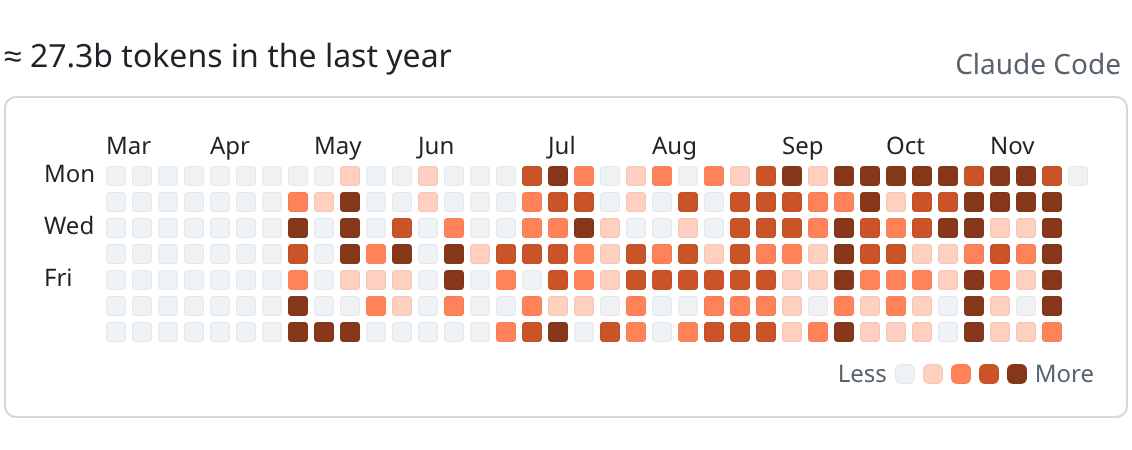 ≈ 27.3b tokens in the last year
Claude Code
Mar Apr May Jun Jul Aug Sep Oct Nov
Mon
Wed
Fri
Less More